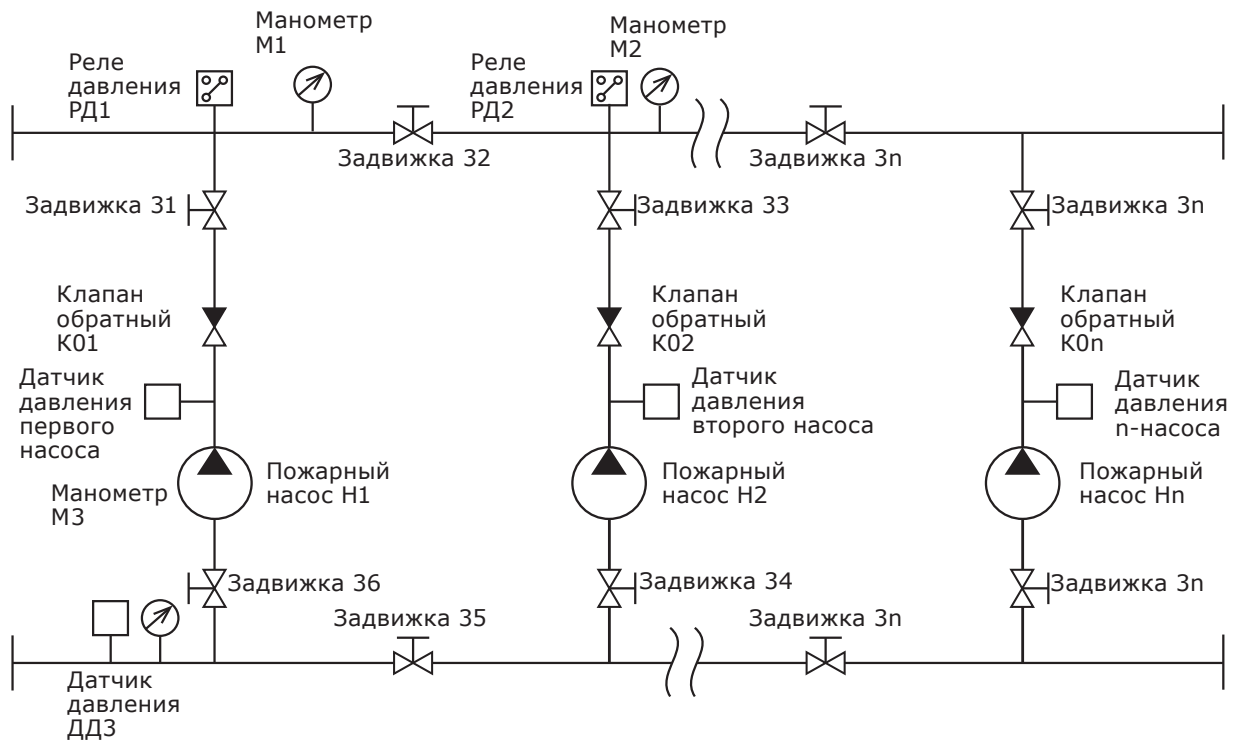 Манометр
М1
Манометр
М2
Реле
давления
РД1
Реле
давления
РД2
Задвижка 32
Задвижка 3n
Задвижка 31
Задвижка 33
Задвижка 3n
Клапан
обратный
К01
Клапан
обратный
К02
Клапан
обратный
К0n
Датчик
давления
первого
насоса
Датчик
давления
второго насоса
Датчик
давления
n-насоса
Манометр
М3
Пожарный
насос Н1
Пожарный
насос Н2
Пожарный
насос Нn
Задвижка 36
Задвижка 34
Задвижка 3n
Задвижка 35
Задвижка 3n
Датчик
давления
ДД3